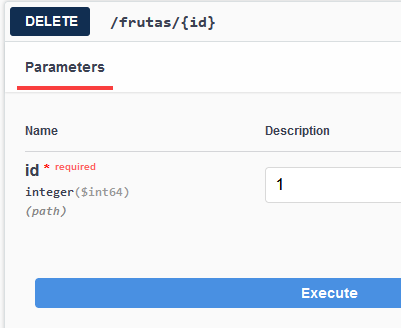 DELETE /frutas/{id}
Parameters
Name Description
id * required
integer($int64)
(path)
1
Execute